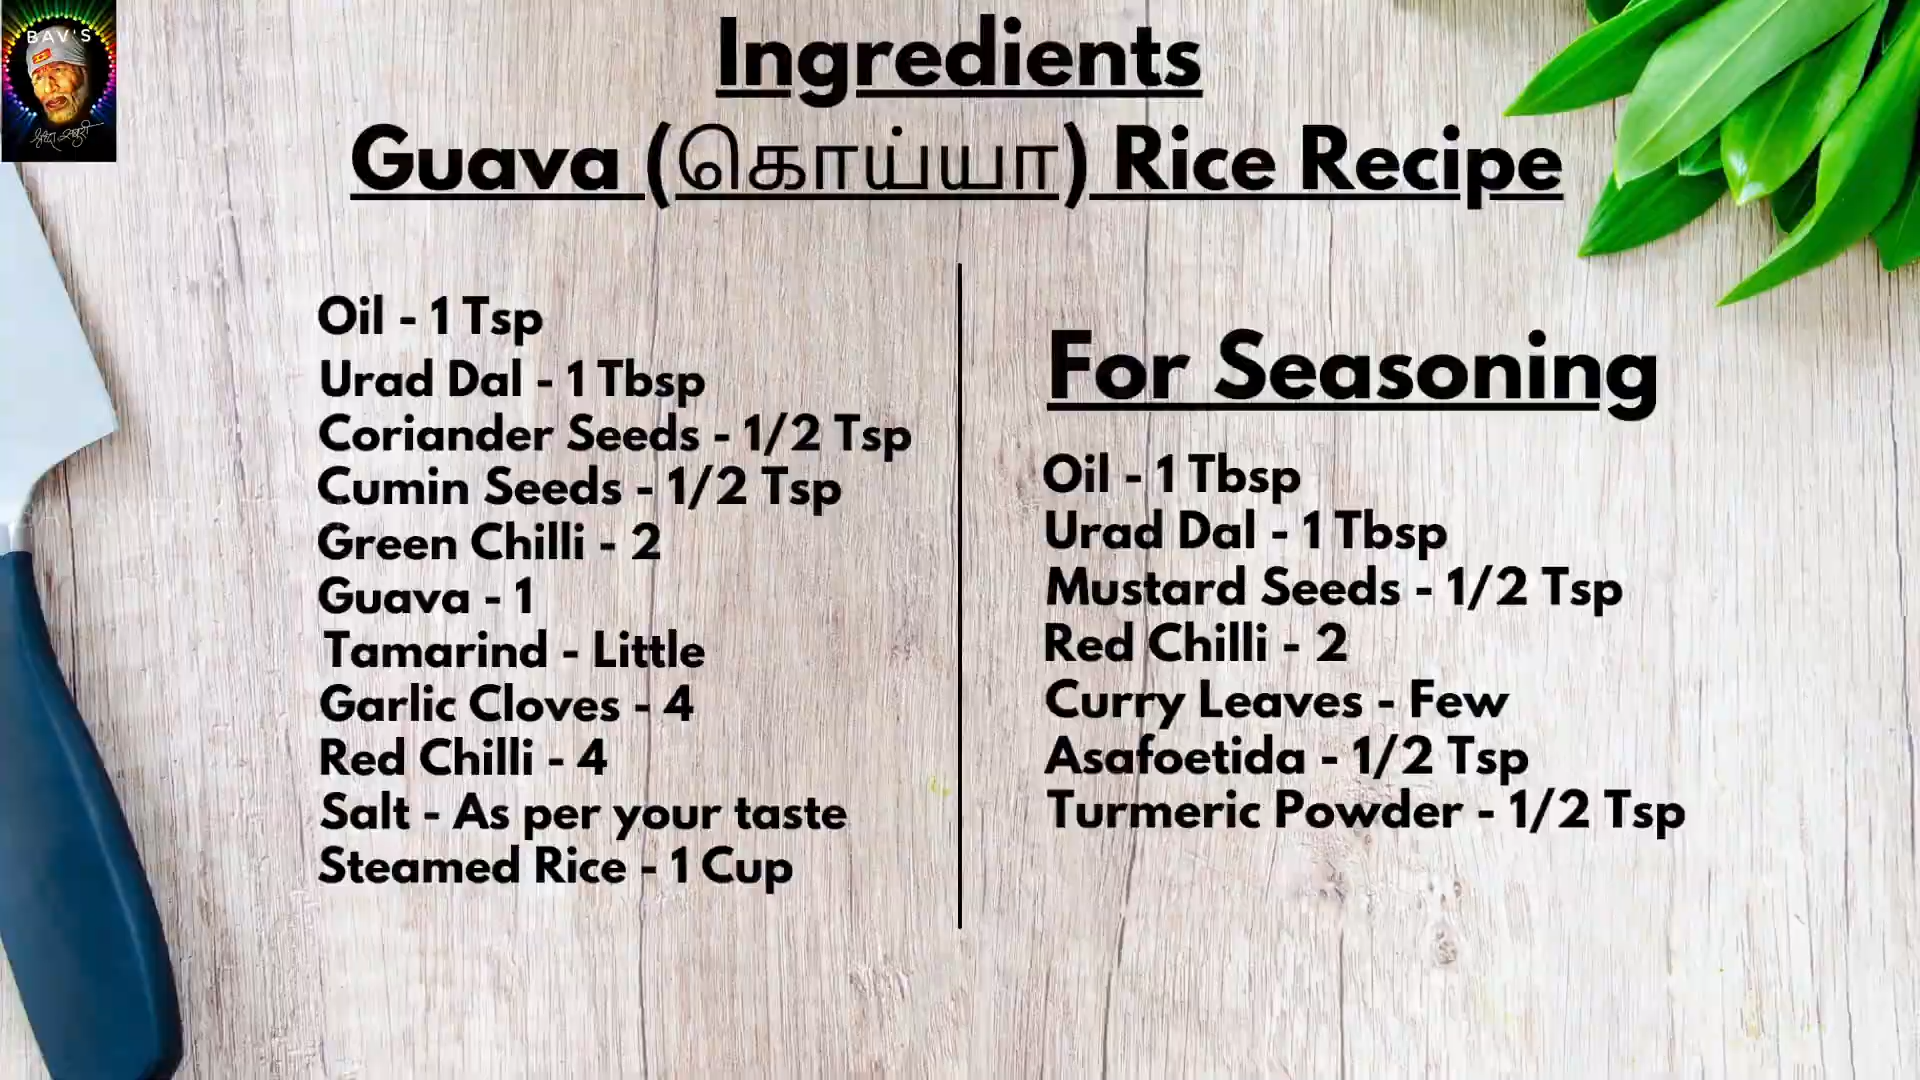 BAV'S
Ingredients
Guava (கொய்யா) Rice Recipe
Oil - 1 Tsp
Urad Dal - 1 Tbsp
Coriander Seeds - 1/2 Tsp
Cumin Seeds - 1/2 Tsp
Green Chilli - 2
Guava - 1
Tamarind - Little
Garlic Cloves - 4
Red Chilli - 4
Salt - As per your taste
Steamed Rice - 1 Cup
For Seasoning
Oil - 1 Tbsp
Urad Dal - 1 Tbsp
Mustard Seeds - 1/2 Tsp
Red Chilli - 2
Curry Leaves - Few
Asafoetida - 1/2 Tsp
Turmeric Powder - 1/2 Tsp